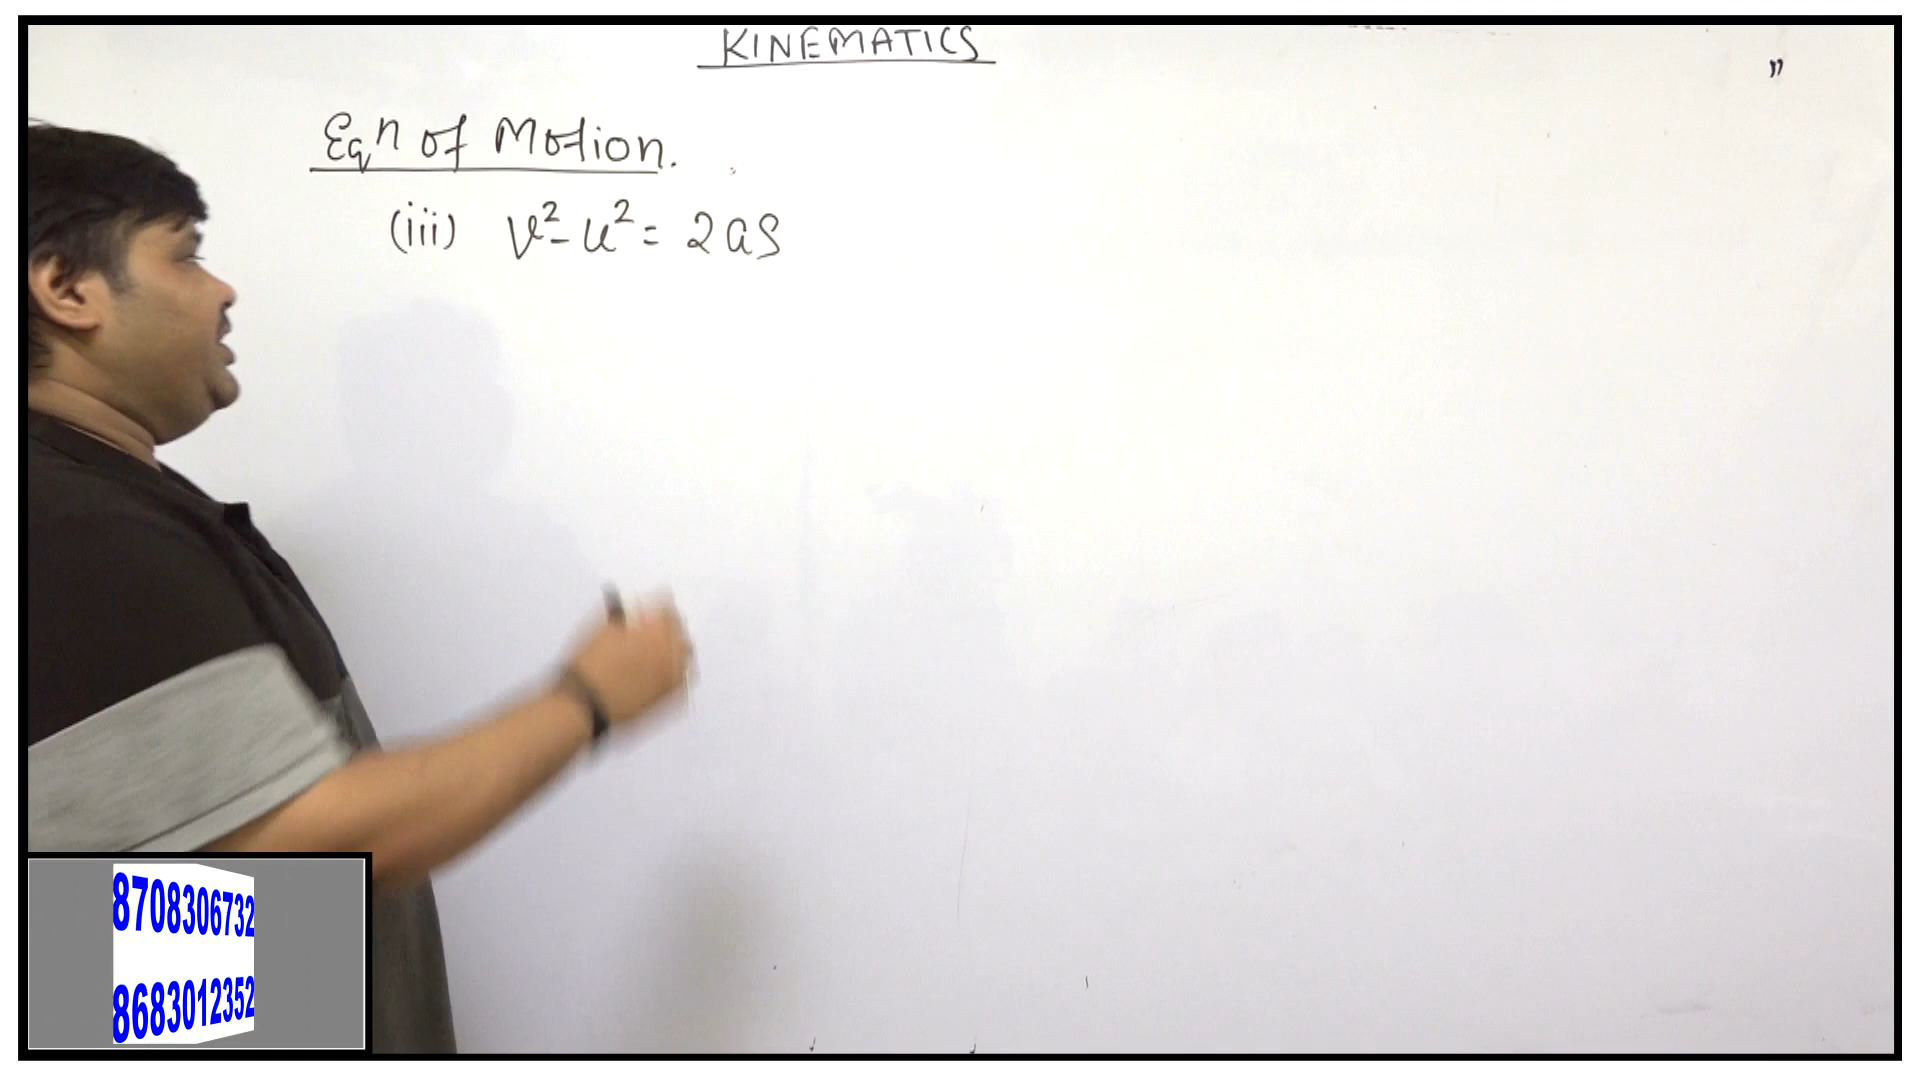 KINEMATICS
Eqn of Motion.
(iii) v²-u² = 2as
8708306732
8683012352